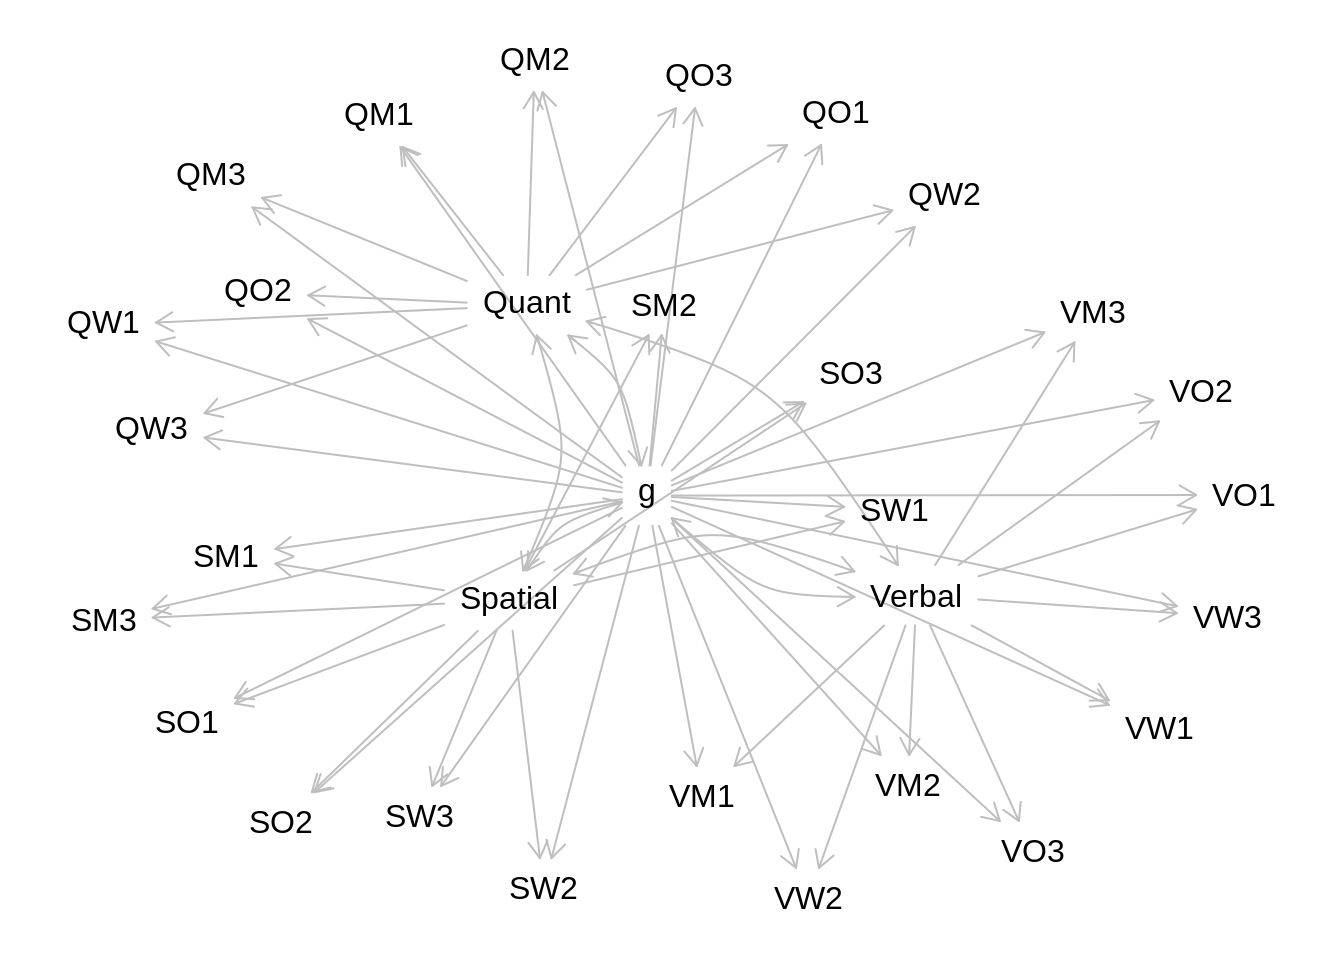 QM2
QO3
QM1
QO1
QM3
QW2
QO2
Quant
SM2
VM3
QW1
SO3
VO2
QW3
g
VO1
SW1
SM1
Spatial
Verbal
SM3
VW3
SO1
VW1
VM2
VM1
SW3
SO2
VO3
SW2
VW2